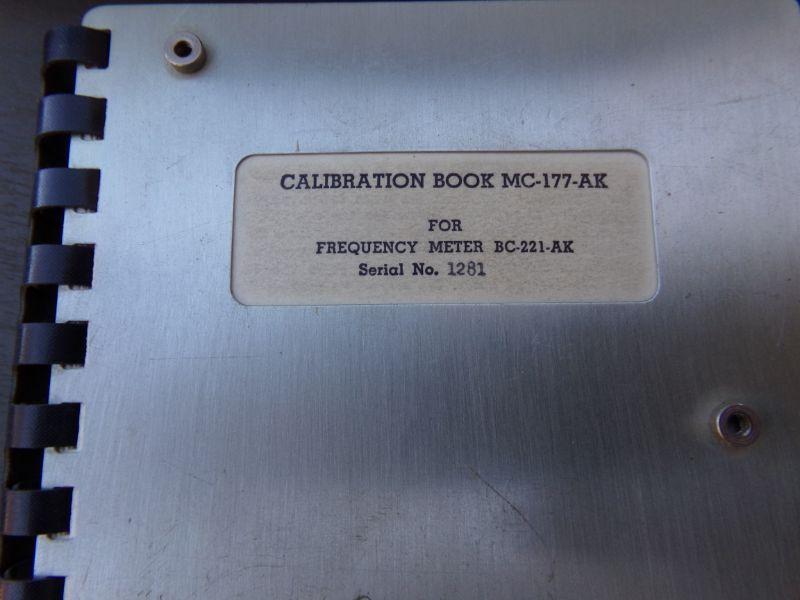 CALIBRATION BOOK MC-177-AK
FOR
FREQUENCY METER BC-221-AK
Serial No. 1281